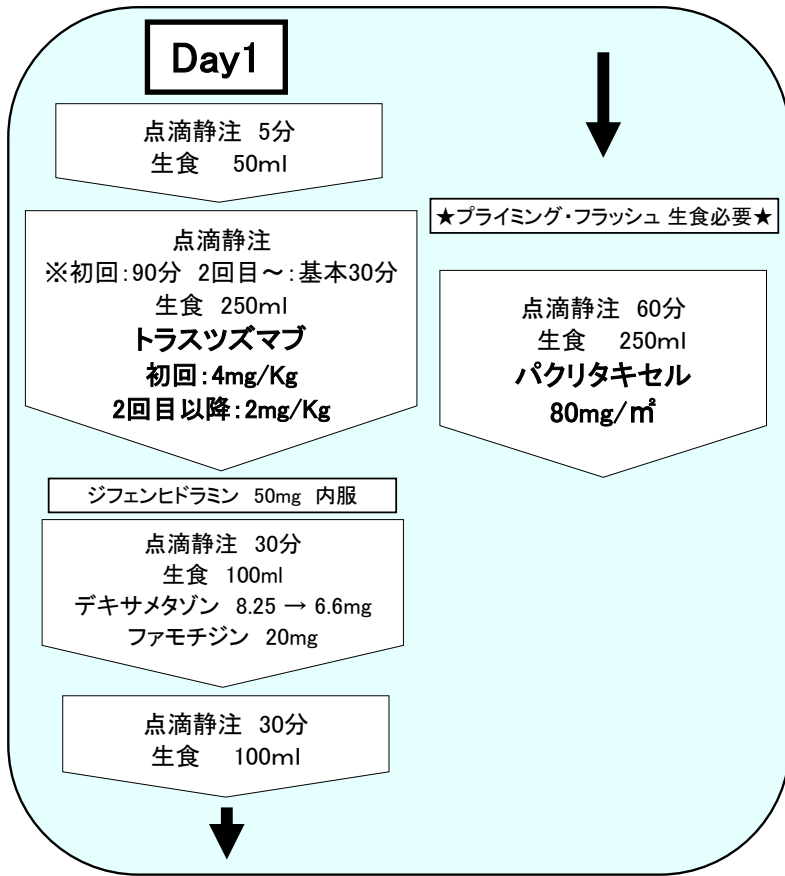 Day1
点滴静注 5分
生食 50ml
点滴静注
※初回:90分 2回目～:基本30分
生食 250ml
トラスツズマブ
初回:4mg/Kg
2回目以降:2mg/Kg
ジフェンヒドラミン 50mg 内服
点滴静注 30分
生食 100ml
デキサメタゾン 8.25 → 6.6mg
ファモチジン 20mg
点滴静注 30分
生食 100ml
★プライミング・フラッシュ 生食必要★
点滴静注 60分
生食 250ml
パクリタキセル
80mg/㎡